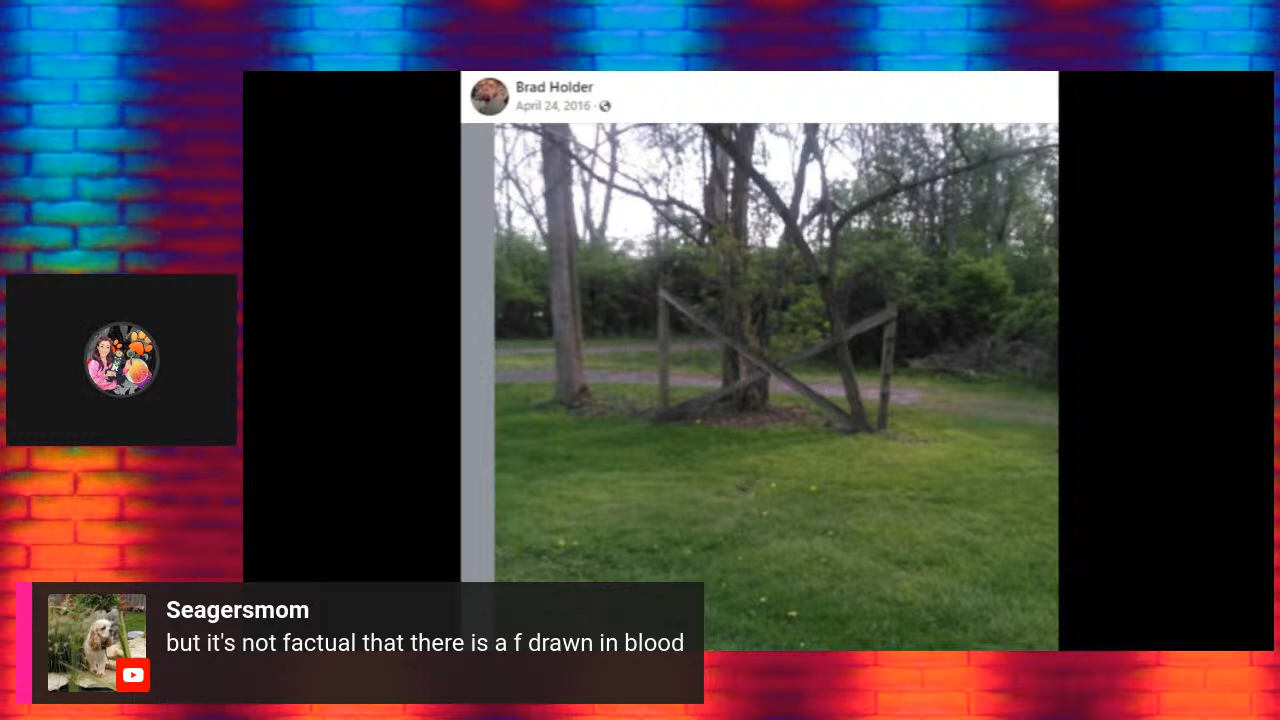 Brad Holder
April 24, 2016 ·
Seagersmom
but it's not factual that there is a f drawn in blood